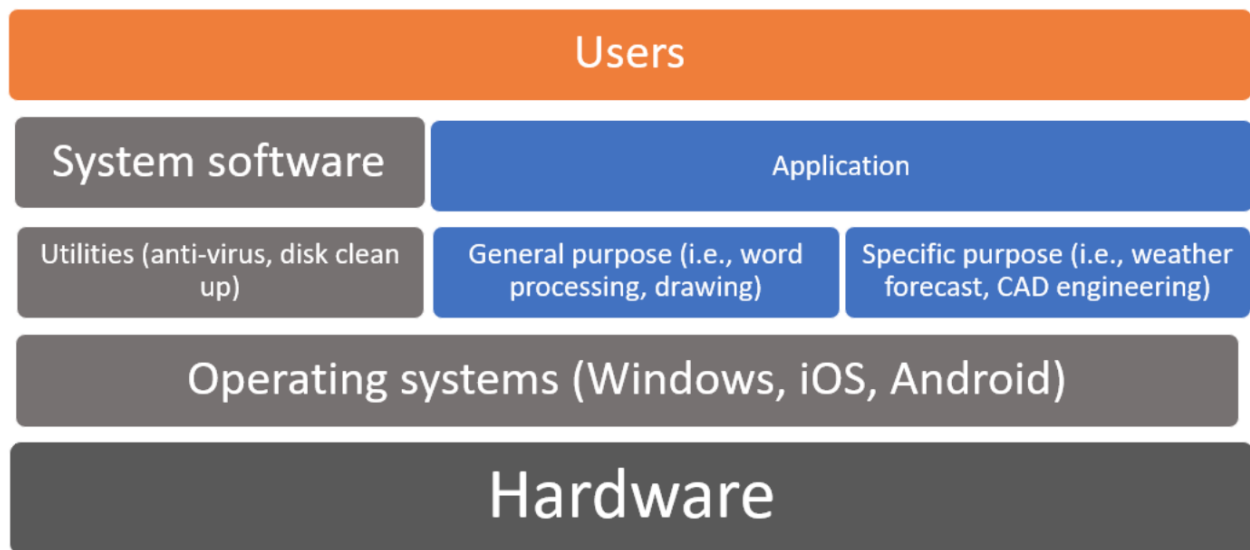 Users
System software
Application
Utilities (anti-virus, disk clean
up)
General purpose (i.e., word
processing, drawing)
Specific purpose (i.e., weather
forecast, CAD engineering)
Operating systems (Windows, iOS, Android)
Hardware